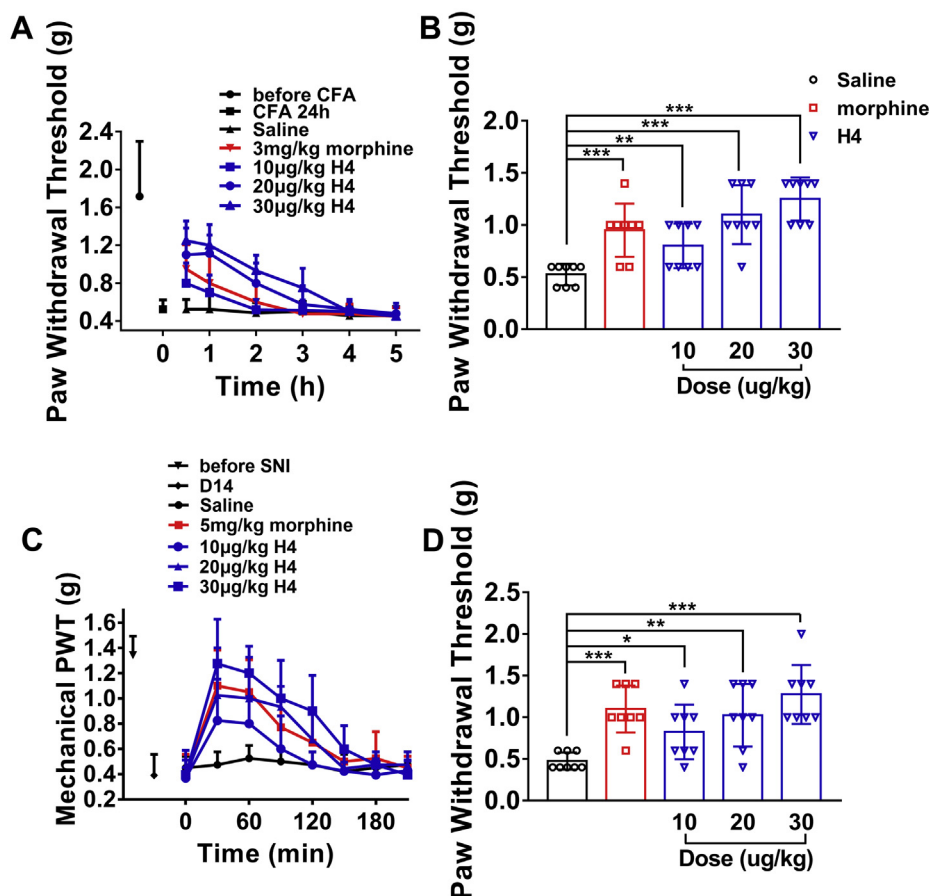 A
Paw Withdrawal Threshold (g)
before CFA
CFA 24h
Saline
3mg/kg morphine
10μg/kg H4
20μg/kg H4
30μg/kg H4
2.4
2.0
1.6
1.2
0.8
0.4
0 1 2 3 4 5
Time (h)
B
Paw Withdrawal Threshold (g)
Saline
morphine
H4
***
***
**
***
2.0
1.5
1.0
0.5
0.0
10 20 30
Dose (ug/kg)
C
Mechanical PWT (g)
before SNI
D14
Saline
5mg/kg morphine
10μg/kg H4
20μg/kg H4
30μg/kg H4
1.6
1.4
1.2
1.0
0.8
0.6
0.4
0.2
0 60 120 180
Time (min)
D
Paw Withdrawal Threshold (g)
***
**
*
***
2.5
2.0
1.5
1.0
0.5
0.0
10 20 30
Dose (ug/kg)